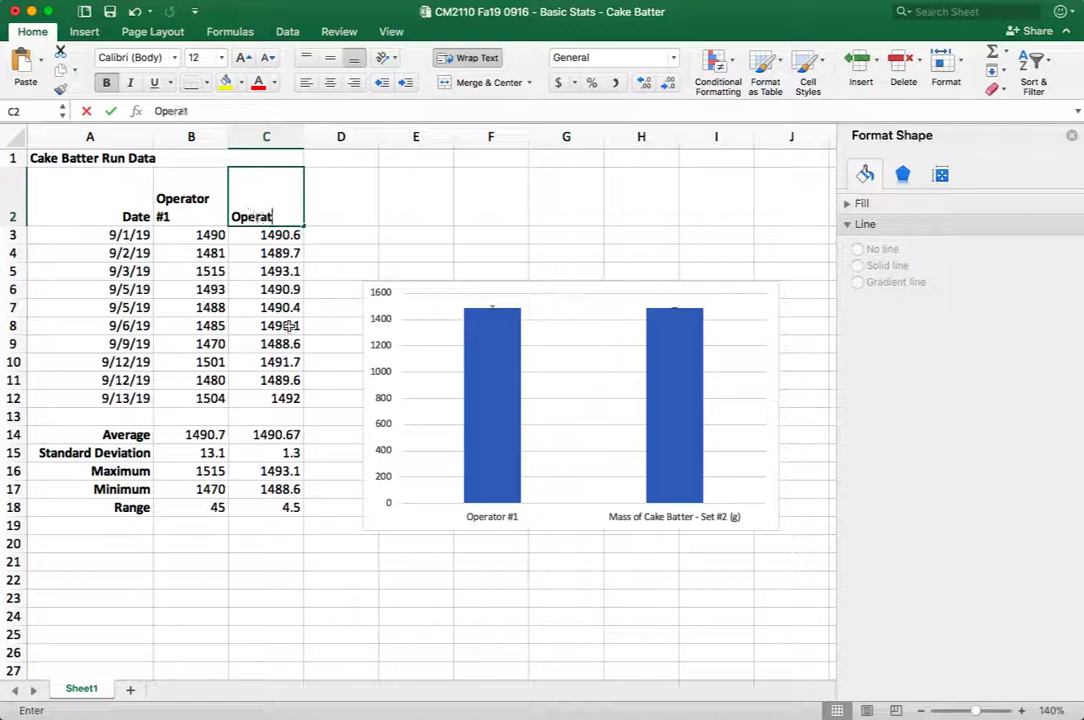 CM2110 Fa19 0916 - Basic Stats - Cake Batter
Search Sheet
Home Insert Page Layout Formulas Data Review View
Share
Paste
Calibri (Body) 12
A A
B I U
A
Wrap Text
Merge & Center
General
$ %
Conditional Formatting
Format as Table
Cell Styles
Insert
Delete
Format
Sort & Filter
C2 fx Operat
A B C D E F G H I J
1 Cake Batter Run Data
2 Date Operator #1 Operat
3 9/1/19 1490 1490.6
4 9/2/19 1481 1489.7
5 9/3/19 1515 1493.1
6 9/5/19 1493 1490.9
7 9/5/19 1488 1490.4
8 9/6/19 1485
9 9/9/19 1470 1488.6
10 9/12/19 1501 1491.7
11 9/12/19 1480 1489.6
12 9/13/19 1504 1492
13
14 Average 1490.7 1490.67
15 Standard Deviation 13.1 1.3
16 Maximum 1515 1493.1
17 Minimum 1470 1488.6
18 Range 45 4.5
19
20
21
22
23
24
25
26
27
1600
1400
1200
1000
800
600
400
200
0
Operator #1 Mass of Cake Batter - Set #2 (g)
Format Shape
Fill
Line
No line
Solid line
Gradient line
Sheet1
Enter
140%